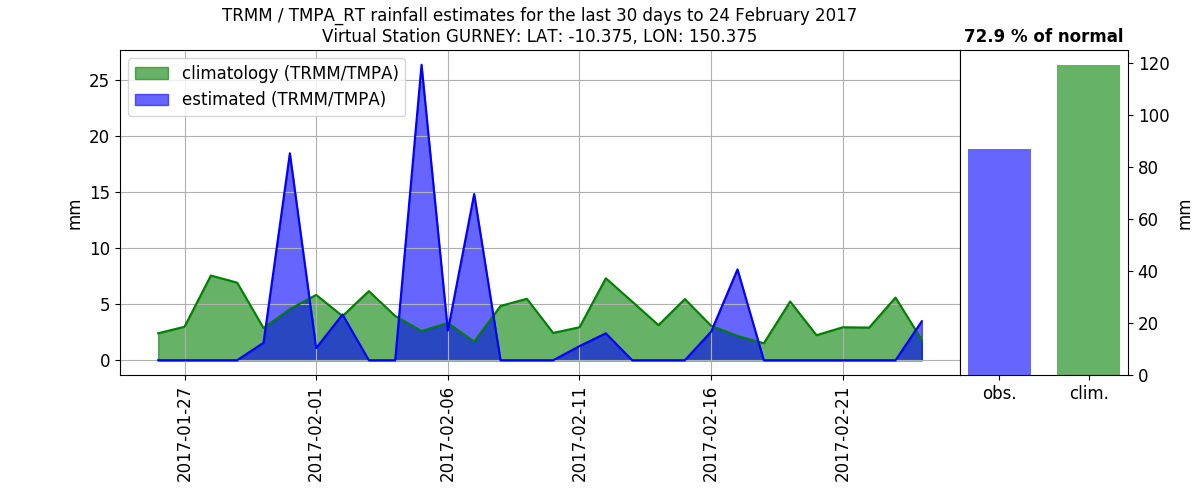 TRMM / TMPA_RT rainfall estimates for the last 30 days to 24 February 2017
Virtual Station GURNEY: LAT: -10.375, LON: 150.375
72.9 % of normal
climatology (TRMM/TMPA)
estimated (TRMM/TMPA)
mm
25
20
15
10
5
0
2017-01-27
2017-02-01
2017-02-06
2017-02-11
2017-02-16
2017-02-21
120
100
80
60
40
20
0
mm
obs.
clim.